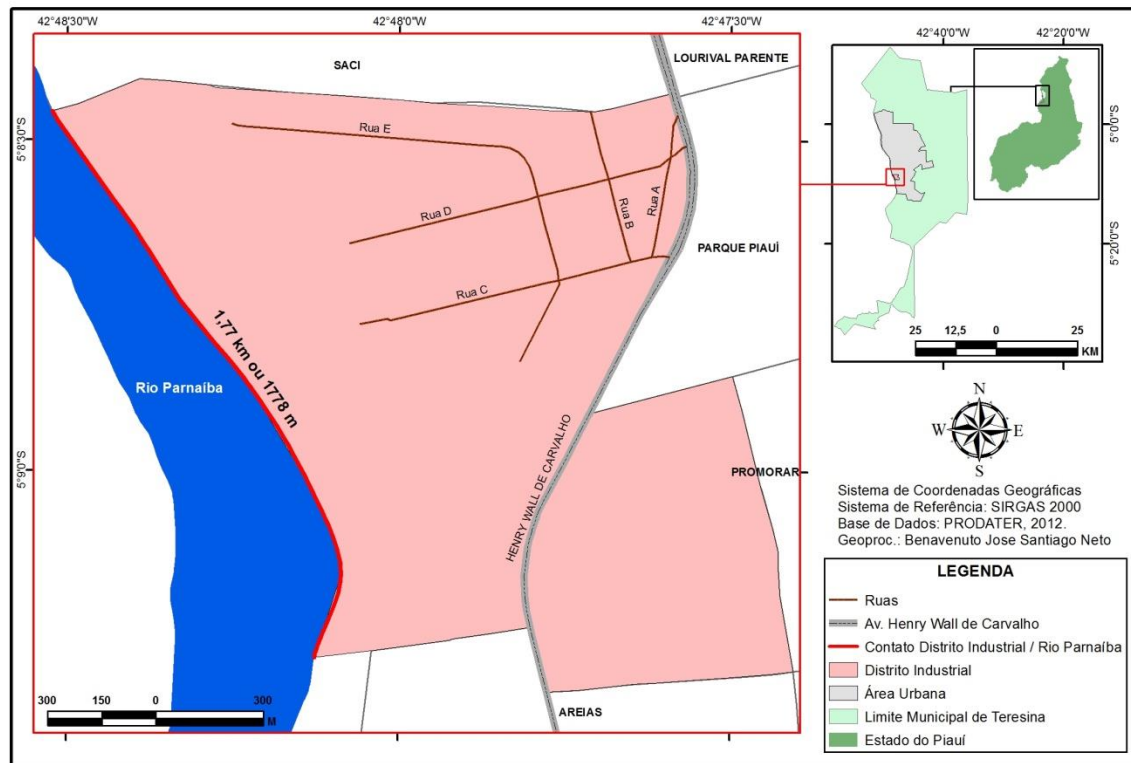 42°48'30"W
42°48'0"W
42°47'30"W
42°40'0"W
42°20'0"W
SACI
LOURIVAL PARENTE
5°8'30"S
5°0'0"S
Rua E
Rua D
Rua B
Rua A
PARQUE PIAUÌ
5°20'0"S
Rua C
1,77 km ou 1778 m
Rio Parnaíba
25 12,5 0 25
KM
HENRY WALL DE CARVALHO
N
W E
S
5°9'0"S
PROMORAR
Sistema de Coordenadas Geográficas
Sistema de Referência: SIRGAS 2000
Base de Dados: PRODATER, 2012.
Geoproc.: Benavenuto Jose Santiago Neto
LEGENDA
Ruas
Av. Henry Wall de Carvalho
Contato Distrito Industrial / Rio Parnaíba
Distrito Industrial
Área Urbana
Limite Municipal de Teresina
Estado do Piauí
300 150 0 300
M
AREIAS